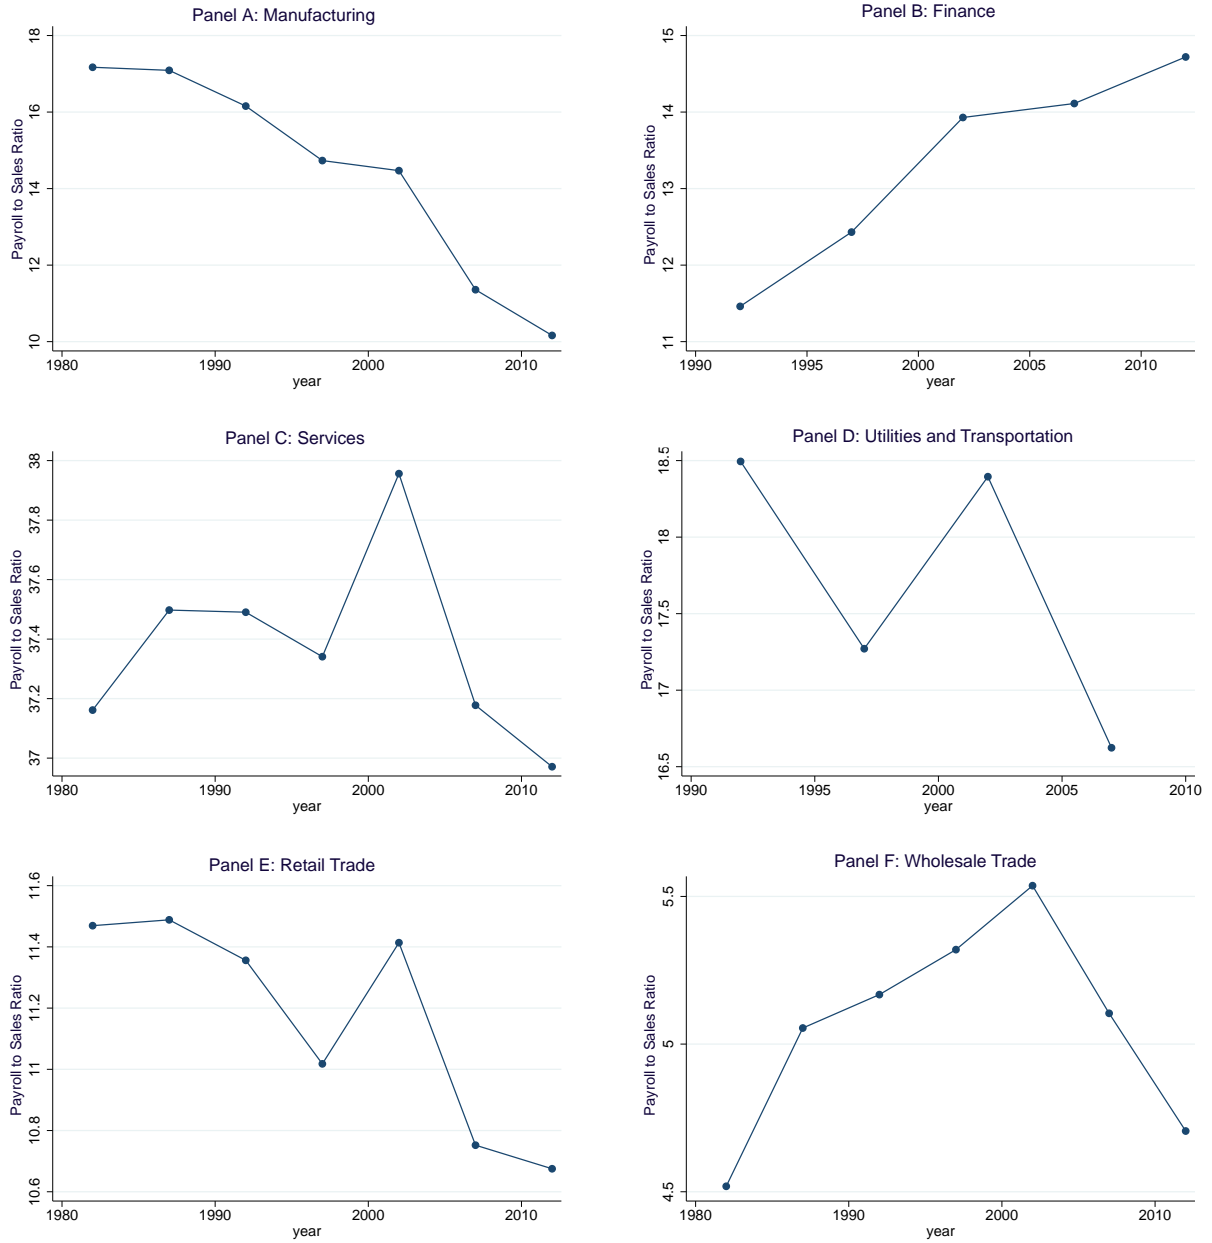 Panel A: Manufacturing
Payroll to Sales Ratio
18
16
14
12
10
1980 1990 2000 2010
year
Panel B: Finance
Payroll to Sales Ratio
15
14
13
12
11
1990 1995 2000 2005 2010
year
Panel C: Services
Payroll to Sales Ratio
38
37.8
37.6
37.4
37.2
37
1980 1990 2000 2010
year
Panel D: Utilities and Transportation
Payroll to Sales Ratio
18.5
18
17.5
17
16.5
1990 1995 2000 2005 2010
year
Panel E: Retail Trade
Payroll to Sales Ratio
11.6
11.4
11.2
11
10.8
10.6
1980 1990 2000 2010
year
Panel F: Wholesale Trade
Payroll to Sales Ratio
5.5
5
4.5
1980 1990 2000 2010
year